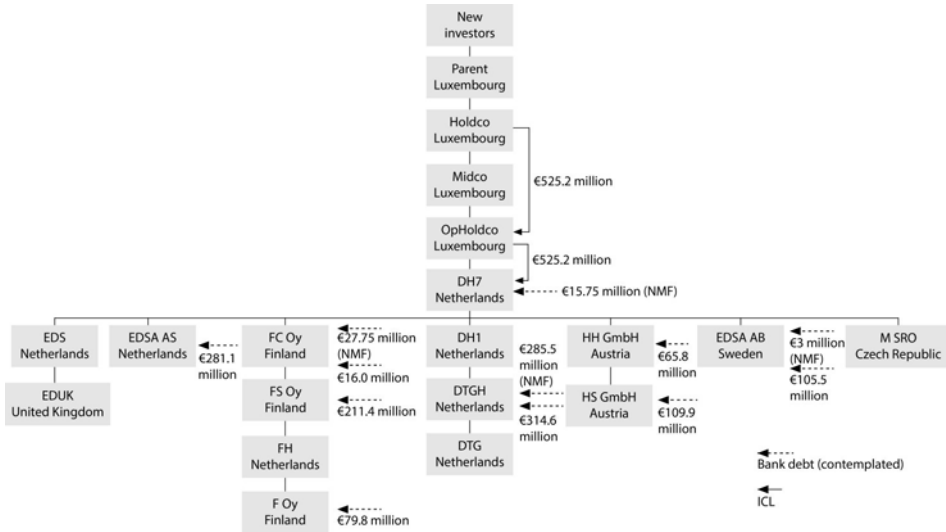 New
investors
Parent
Luxembourg
Holdco
Luxembourg
€525.2 million
Midco
Luxembourg
OpHoldco
Luxembourg
€525.2 million
DH7
Netherlands
€15.75 million (NMF)
EDS
Netherlands
EDUK
United Kingdom
EDSA AS
Netherlands
€281.1
million
FC Oy
Finland
€27.75 million
(NMF)
€16.0 million
FS Oy
Finland
€211.4 million
FH
Netherlands
F Oy
Finland
€79.8 million
DH1
Netherlands
€285.5
million
(NMF)
DTGH
Netherlands
€314.6
million
DTG
Netherlands
HH GmbH
Austria
€65.8
million
HS GmbH
Austria
€109.9
million
EDSA AB
Sweden
€3 million
(NMF)
€105.5
million
M SRO
Czech Republic
Bank debt (contemplated)
ICL